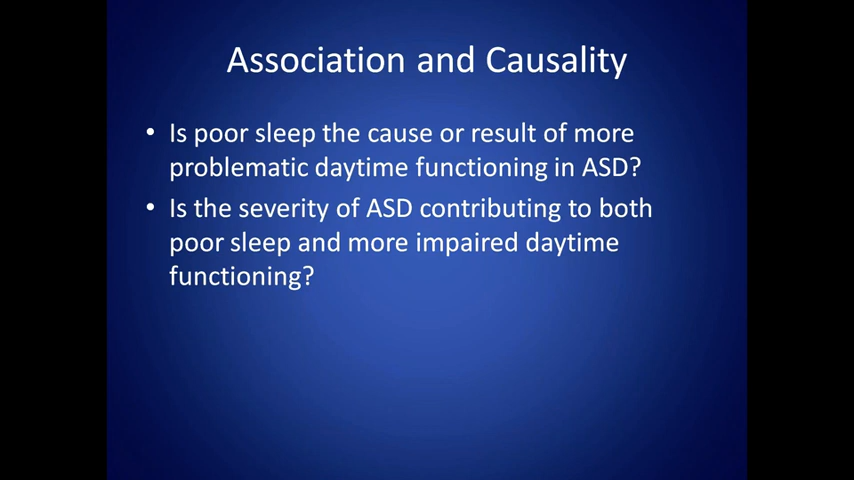 Association and Causality
• Is poor sleep the cause or result of more
problematic daytime functioning in ASD?
• Is the severity of ASD contributing to both
poor sleep and more impaired daytime
functioning?